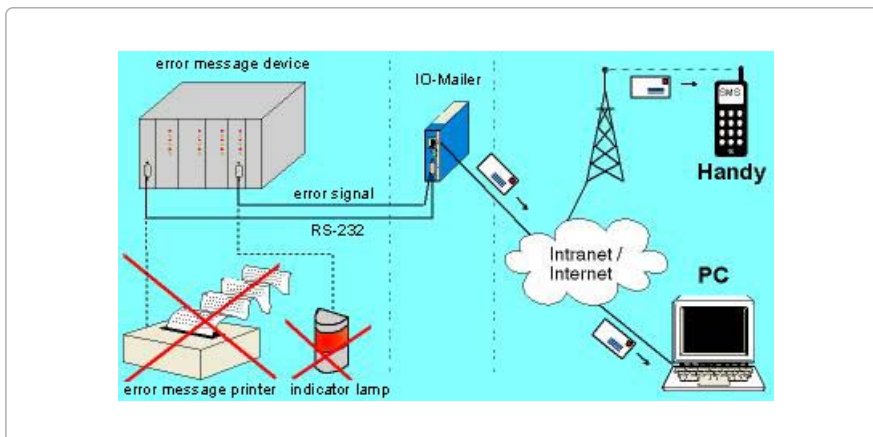 error message device
IO-Mailer
SMS
Handy
error signal
RS-232
Intranet /
Internet
PC
error message printer
indicator lamp